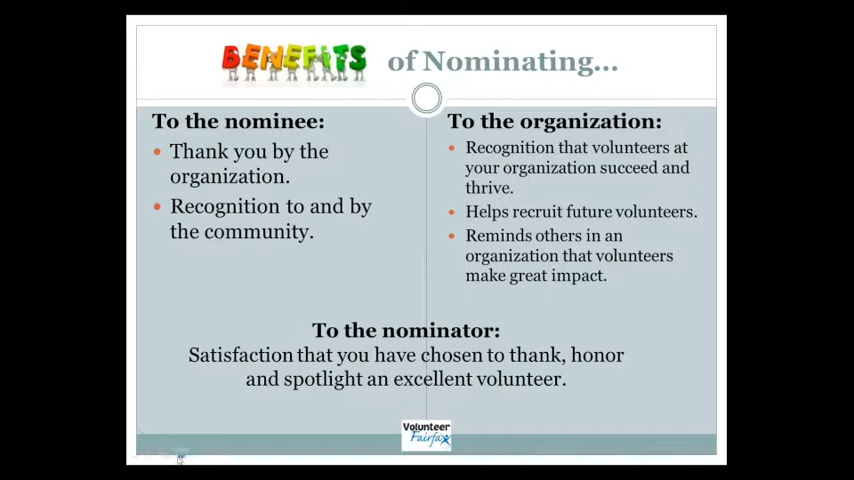 BENEFITS of Nominating...
To the nominee:
Thank you by the
organization.
Recognition to and by
the community.
To the organization:
Recognition that volunteers at
your organization succeed and
thrive.
Helps recruit future volunteers.
Reminds others in an
organization that volunteers
make great impact.
To the nominator:
Satisfaction that you have chosen to thank, honor
and spotlight an excellent volunteer.
Volunteer
Fairfax